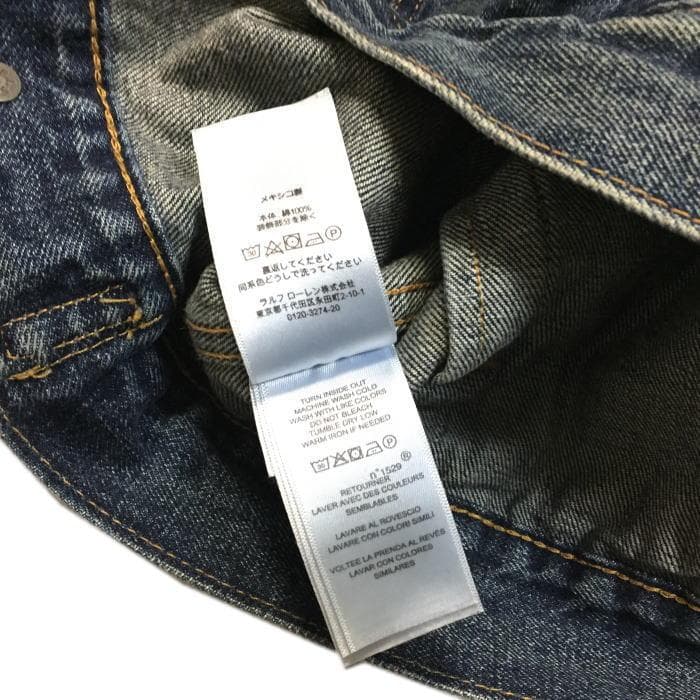 メキシコ製
本体 綿100%
装飾部分を除く
30 P
裏返してください
同系色どうしで洗ってください
ラルフ ローレン株式会社
東京都千代田区永田町2-10-1
0120-3274-20
TURN INSIDE OUT
MACHINE WASH COLD
WASH WITH LIKE COLORS
DO NOT BLEACH
TUMBLE DRY LOW
WARM IRON IF NEEDED
30 P
n°1529 ®
RETOURNER
LAVER AVEC DES COULEURS
SEMBLABLES
LAVARE AL ROVESCIO
LAVARE CON COLORI SIMILI
VOLTEE LA PRENDA AL REVÉS
LAVAR CON COLORES
SIMILARES